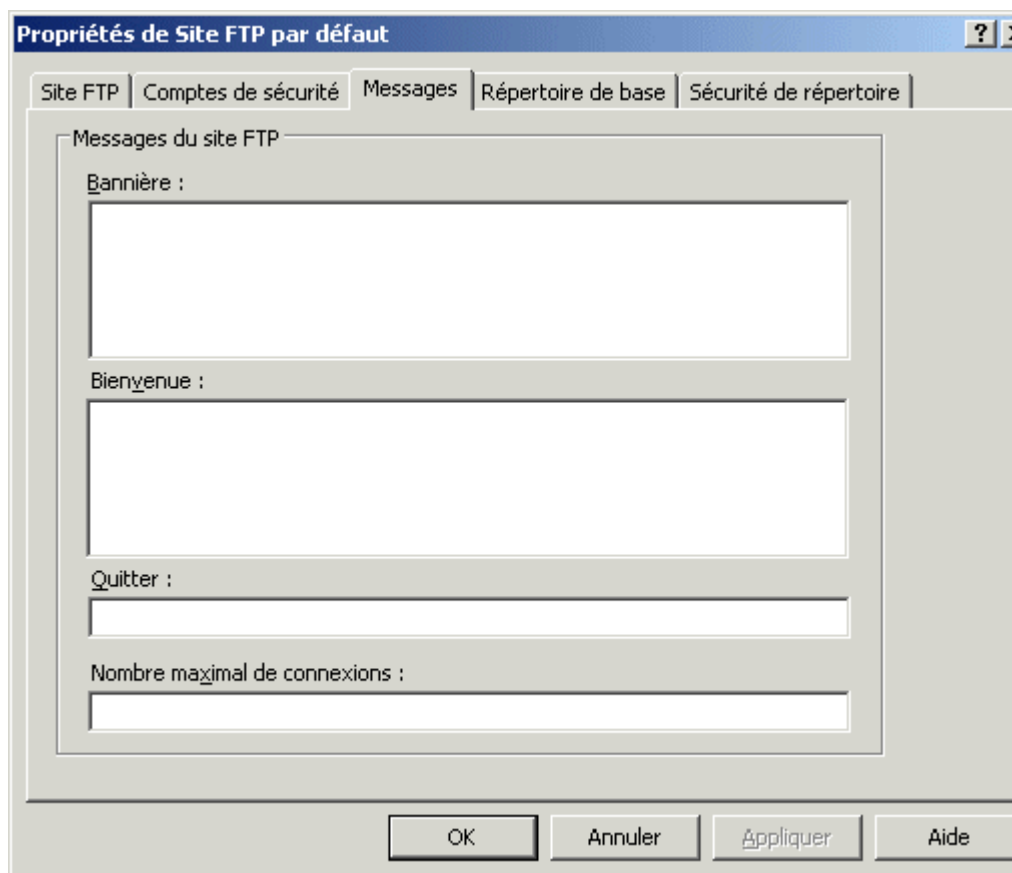 Propriétés de Site FTP par défaut ?
Site FTP Comptes de sécurité Messages Répertoire de base Sécurité de répertoire
Messages du site FTP
Bannière :
Bienvenue :
Quitter :
Nombre maximal de connexions :
OK Annuler Appliquer Aide